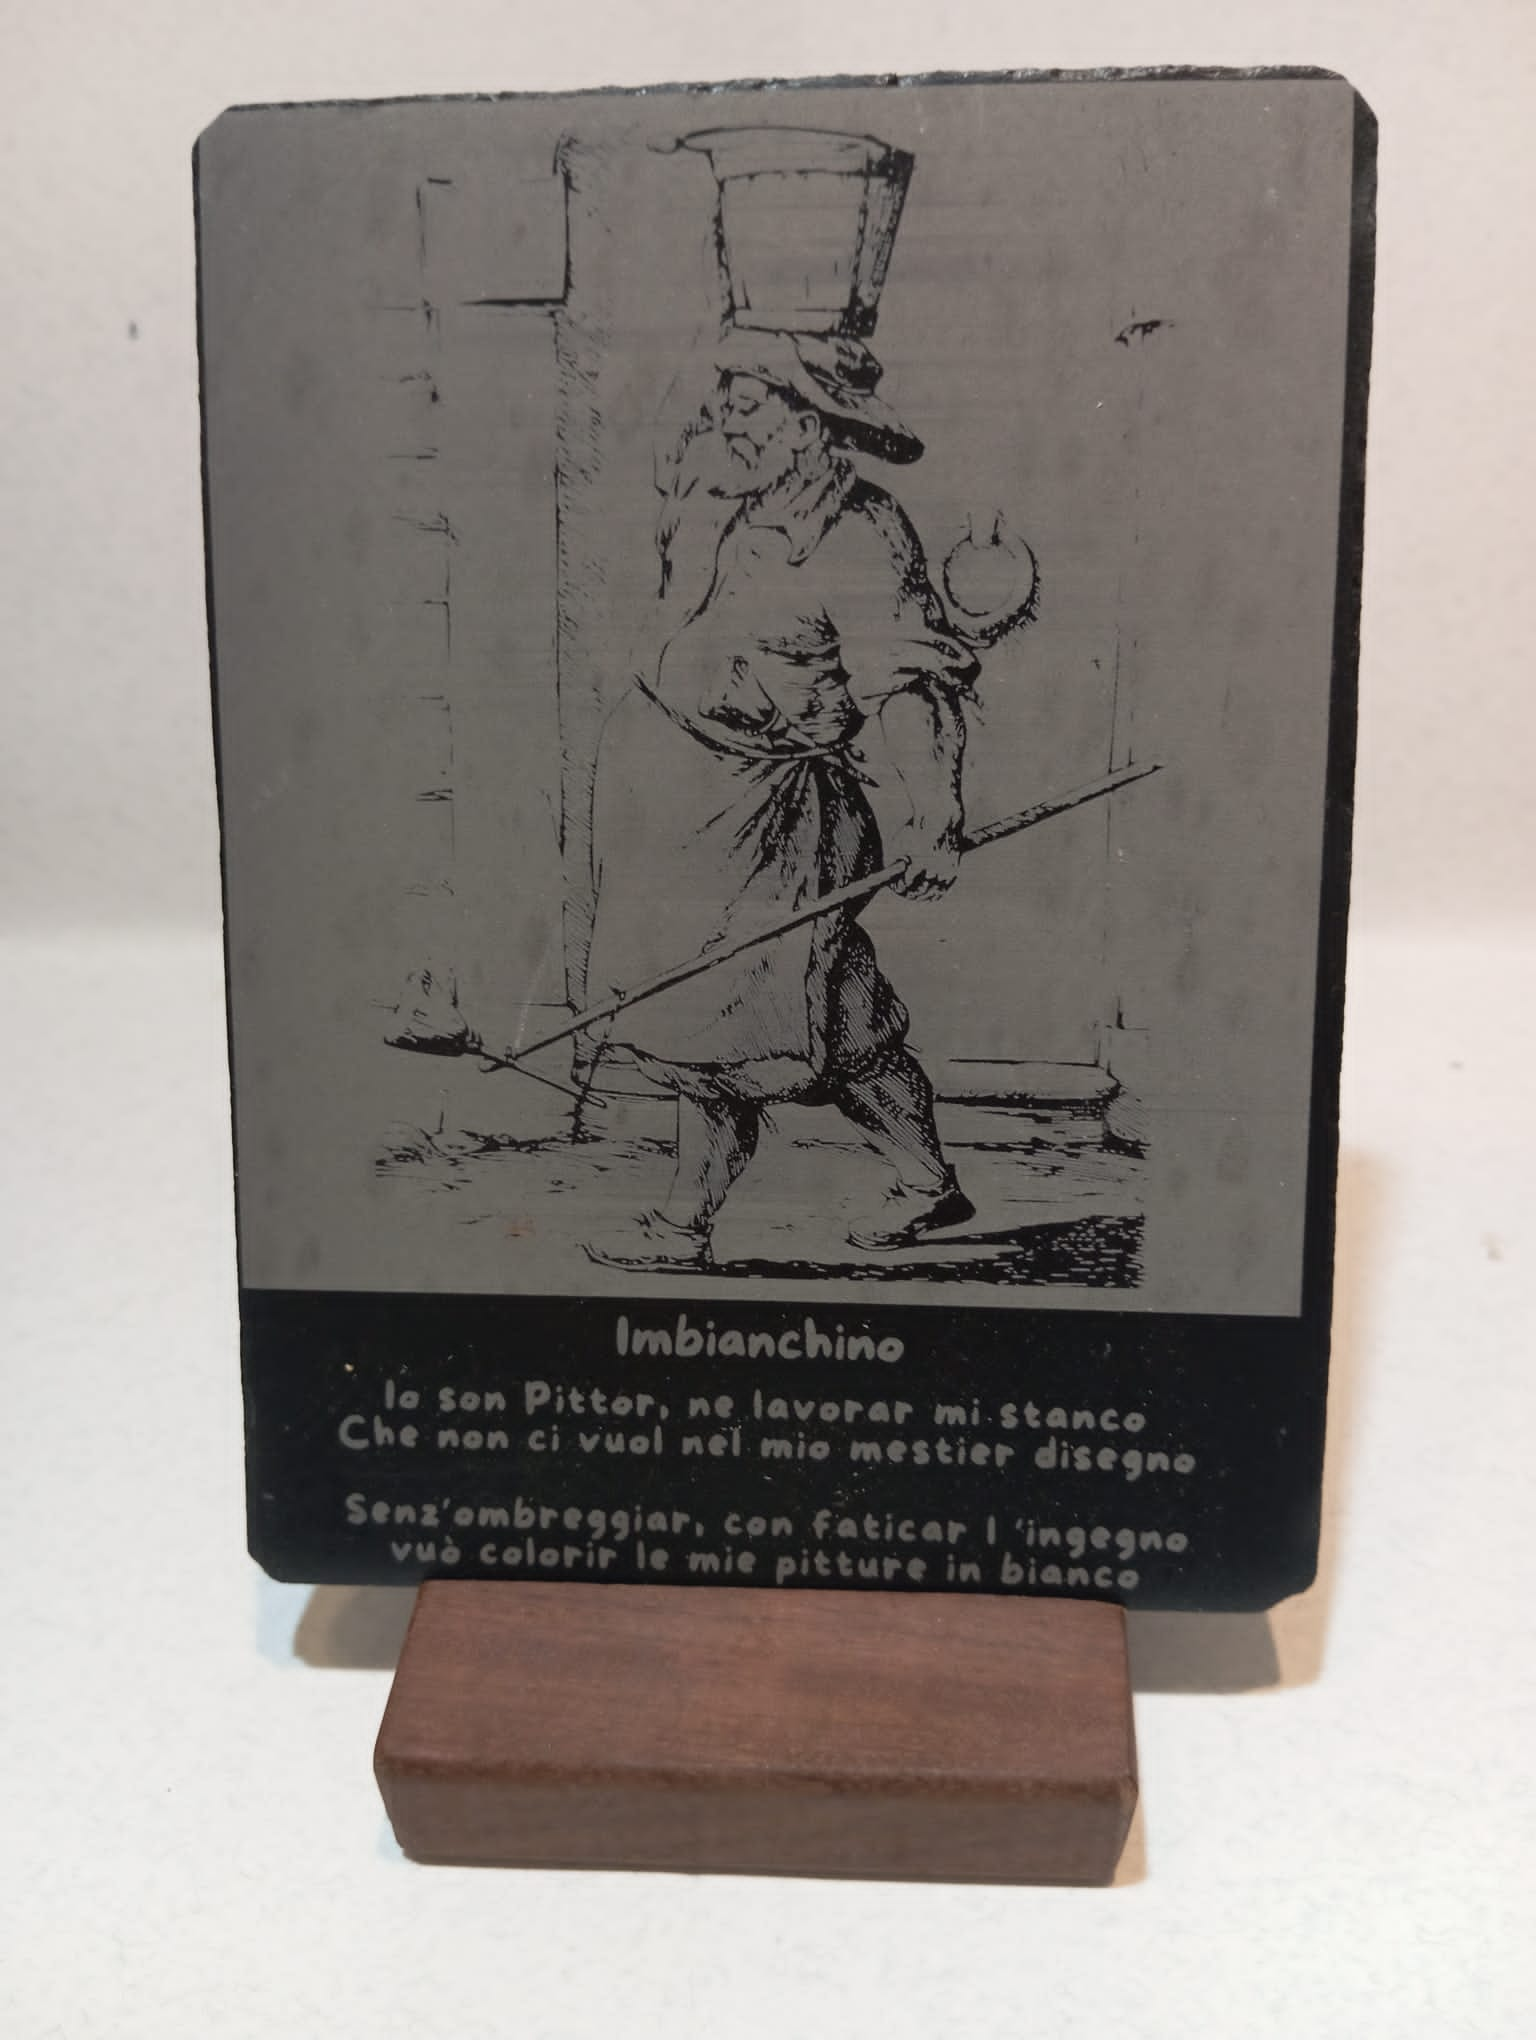 Imbianchino
Io son Pittor, ne lavorar mi stanco
Che non ci vuol nel mio mestier disegno
Senz'ombreggiar, con faticar l 'ingegno
vuò colorir le mie pitture in bianco